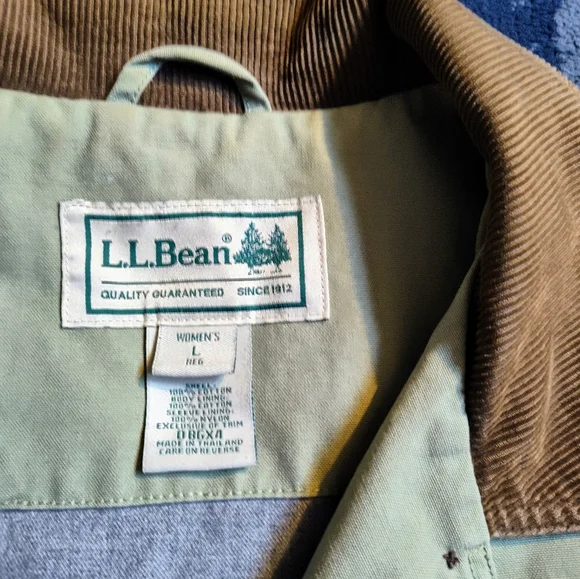 L.L.Bean®
QUALITY GUARANTEED SINCE 1912
WOMEN'S
L
REG
SHELL:
100% COTTON
BODY LINING:
100% COTTON
SLEEVE LINING:
100% NYLON
EXCLUSIVE OF TRIM
0BGX4
MADE IN THAILAND
CARE ON REVERSE